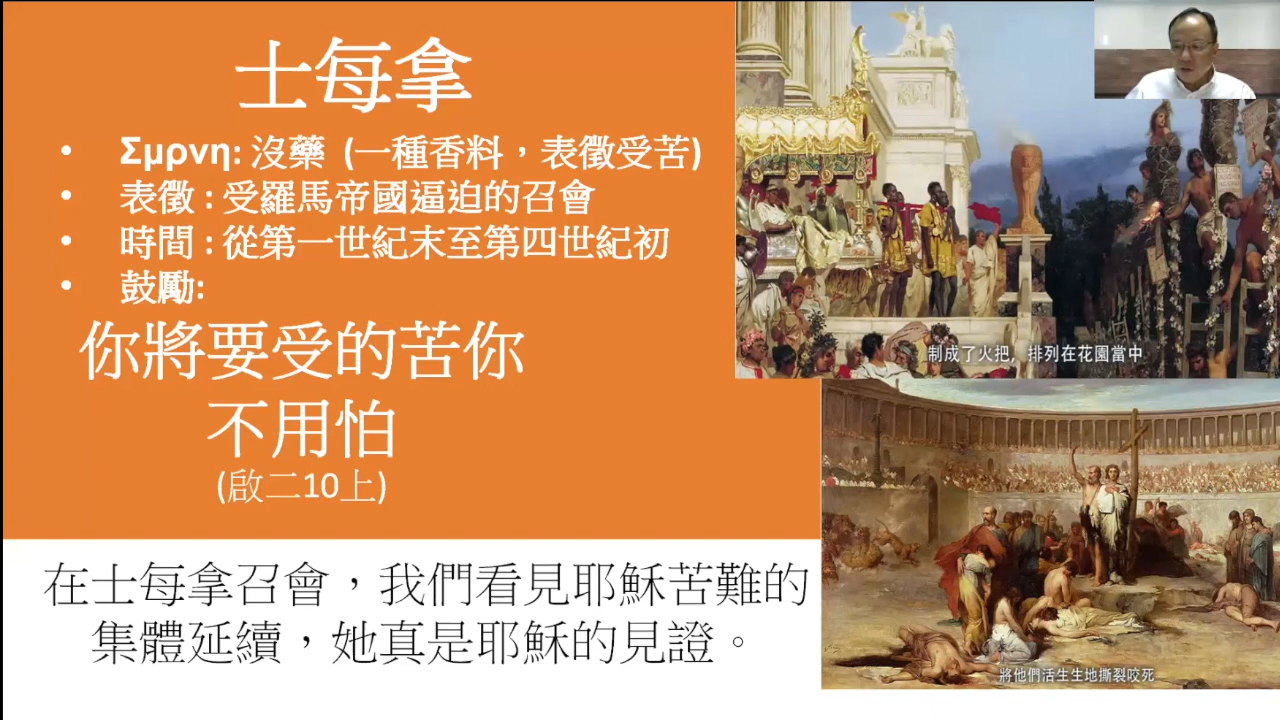 士每拿
• Σμρνη: 沒藥 (一種香料，表徵受苦)
• 表徵 : 受羅馬帝國逼迫的召會
• 時間 : 從第一世紀末至第四世紀初
• 鼓勵:
你將要受的苦你
不用怕
(啟二10上)
在士每拿召會，我們看見耶穌苦難的
集體延續，她真是耶穌的見證。
制成了火把，排列在花園當中
將他們活生生地撕裂咬死